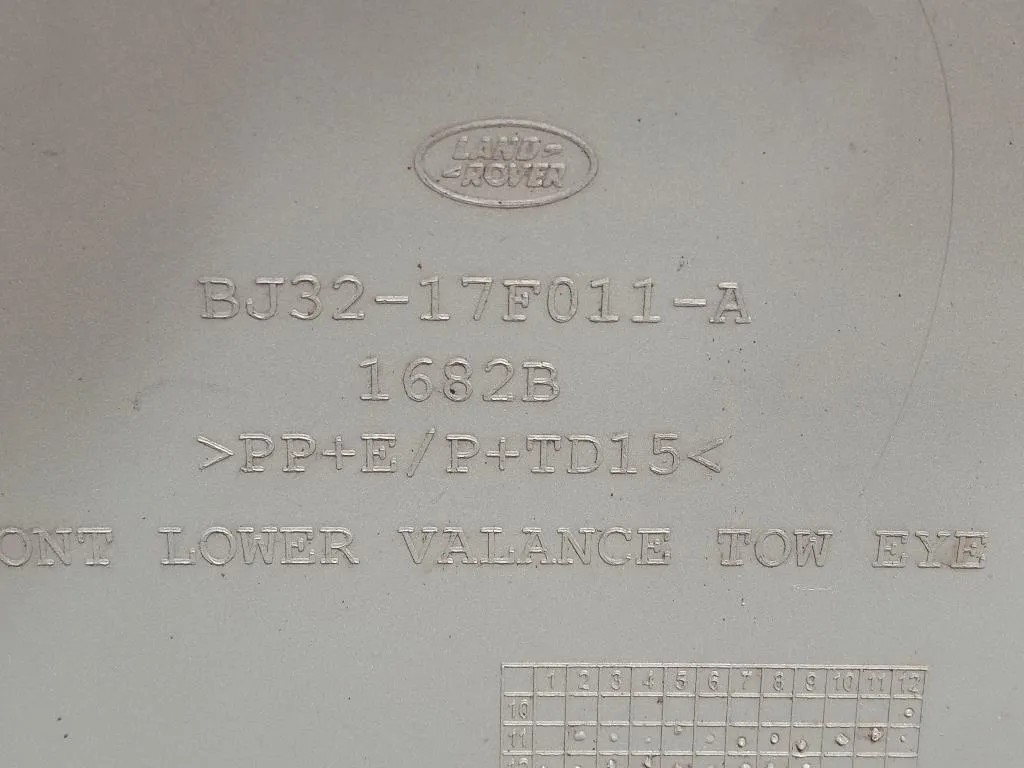 LAND-
-ROVER
BJ32-17F011-A
1682B
>PP+E/P+TD15<
ONT LOWER VALANCE TOW EYE
1 2 3 4 5 6 7 8 9 10 11 12
10
11